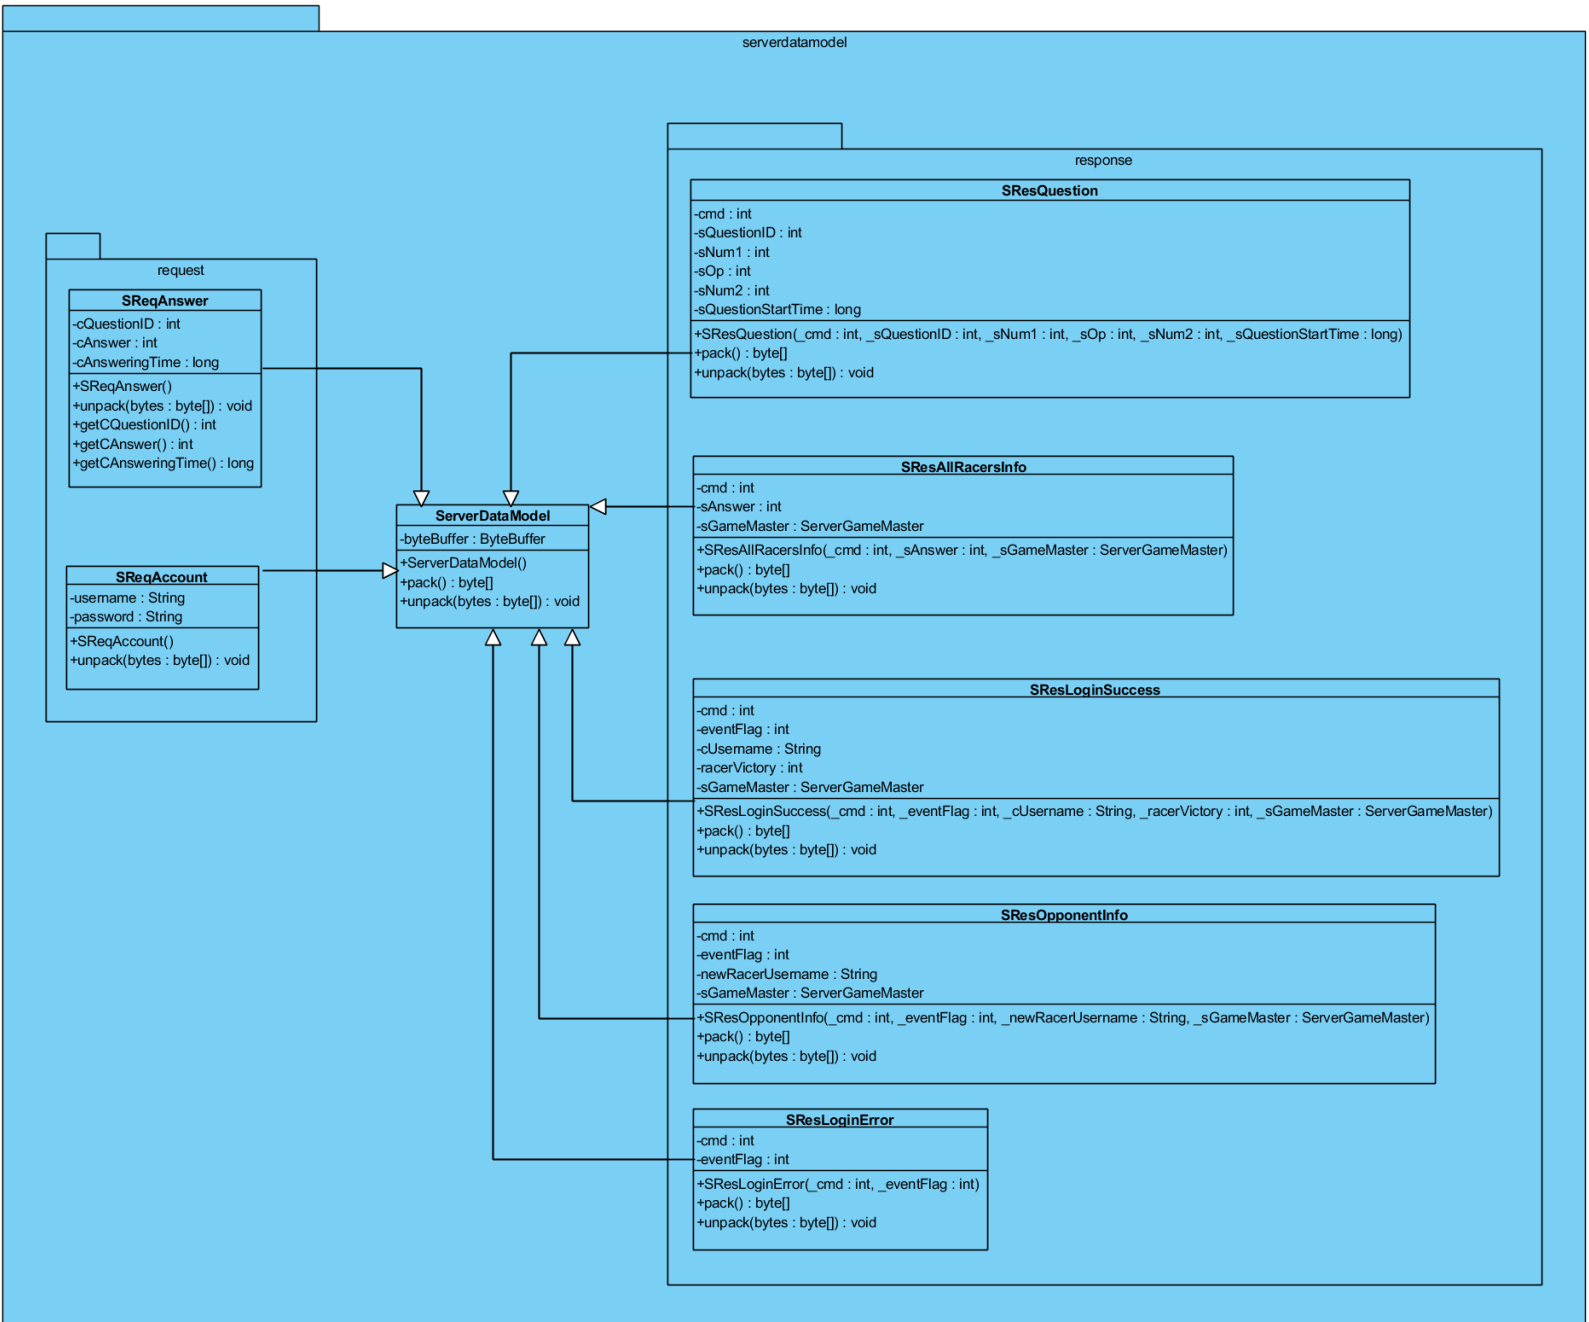 serverdatamodel
request
SReqAnswer
-cQuestionID : int
-cAnswer : int
-cAnsweringTime : long
+SReqAnswer()
+unpack(bytes : byte[]) : void
+getCQuestionID() : int
+getCAnswer() : int
+getCAnsweringTime() : long
SReqAccount
-username : String
-password : String
+SReqAccount()
+unpack(bytes : byte[]) : void
ServerDataModel
-byteBuffer : ByteBuffer
+ServerDataModel()
+pack() : byte[]
+unpack(bytes : byte[]) : void
response
SResQuestion
-cmd : int
-sQuestionID : int
-sNum1 : int
-sOp : int
-sNum2 : int
-sQuestionStartTime : long
+SResQuestion(_cmd : int, _sQuestionID : int, _sNum1 : int, _sOp : int, _sNum2 : int, _sQuestionStartTime : long)
+pack() : byte[]
+unpack(bytes : byte[]) : void
SResAllRacersInfo
-cmd : int
-sAnswer : int
-sGameMaster : ServerGameMaster
+SResAllRacersInfo(_cmd : int, _sAnswer : int, _sGameMaster : ServerGameMaster)
+pack() : byte[]
+unpack(bytes : byte[]) : void
SResLoginSuccess
-cmd : int
-eventFlag : int
-cUsername : String
-racerVictory : int
-sGameMaster : ServerGameMaster
+SResLoginSuccess(_cmd : int, _eventFlag : int, _cUsername : String, _racerVictory : int, _sGameMaster : ServerGameMaster)
+pack() : byte[]
+unpack(bytes : byte[]) : void
SResOpponentInfo
-cmd : int
-eventFlag : int
-newRacerUsername : String
-sGameMaster : ServerGameMaster
+SResOpponentInfo(_cmd : int, _eventFlag : int, _newRacerUsername : String, _sGameMaster : ServerGameMaster)
+pack() : byte[]
+unpack(bytes : byte[]) : void
SResLoginError
-cmd : int
-eventFlag : int
+SResLoginError(_cmd : int, _eventFlag : int)
+pack() : byte[]
+unpack(bytes : byte[]) : void